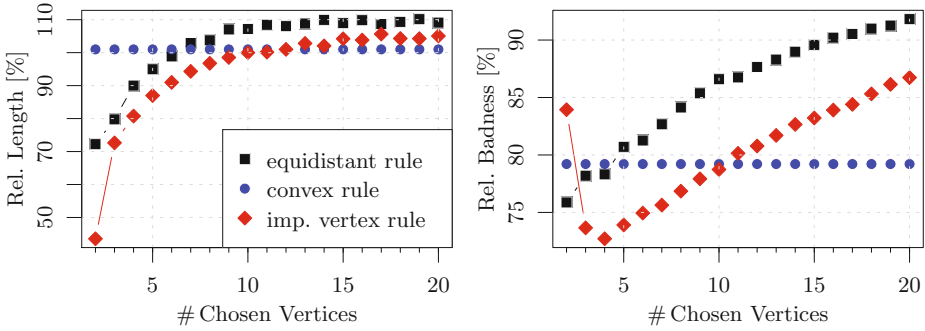 Rel. Length [%]
110
90
70
50
equidistant rule
convex rule
imp. vertex rule
5
10
15
20
# Chosen Vertices
Rel. Badness [%]
90
85
80
75
5
10
15
20
# Chosen Vertices